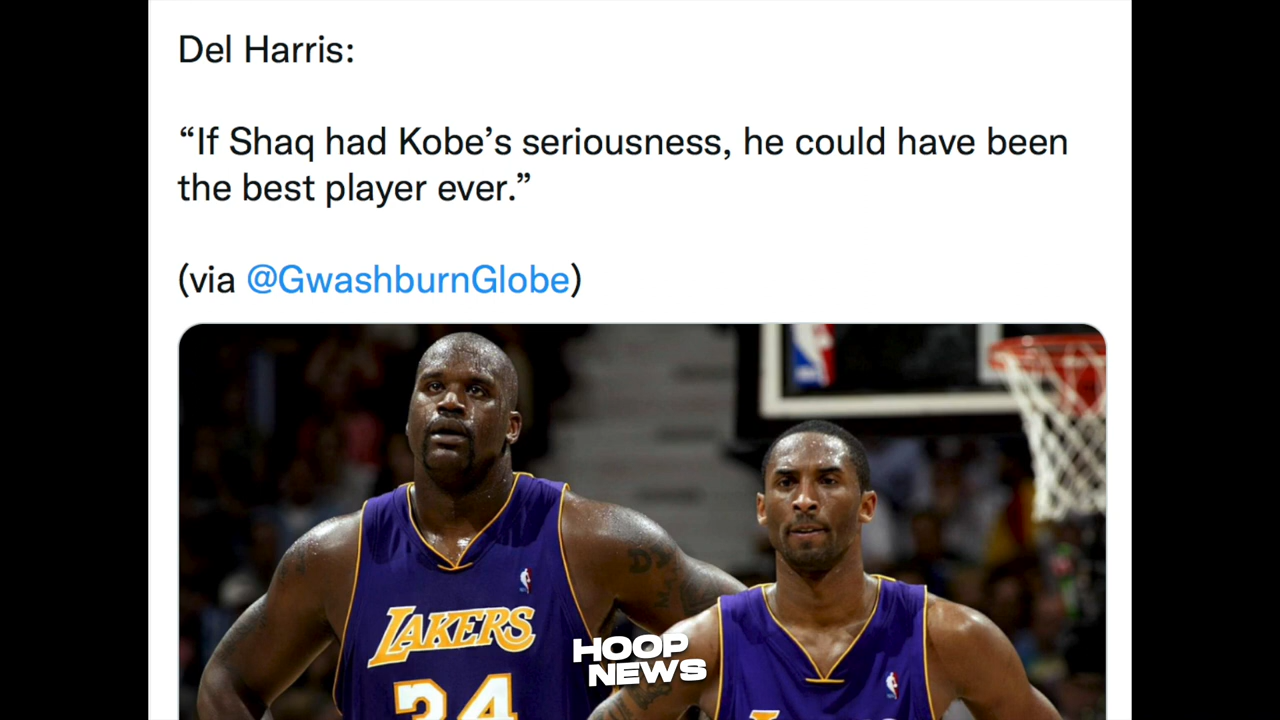 Del Harris:
“If Shaq had Kobe’s seriousness, he could have been
the best player ever.”
(via @GwashburnGlobe)
LAKERS
34
HOOP
NEWS